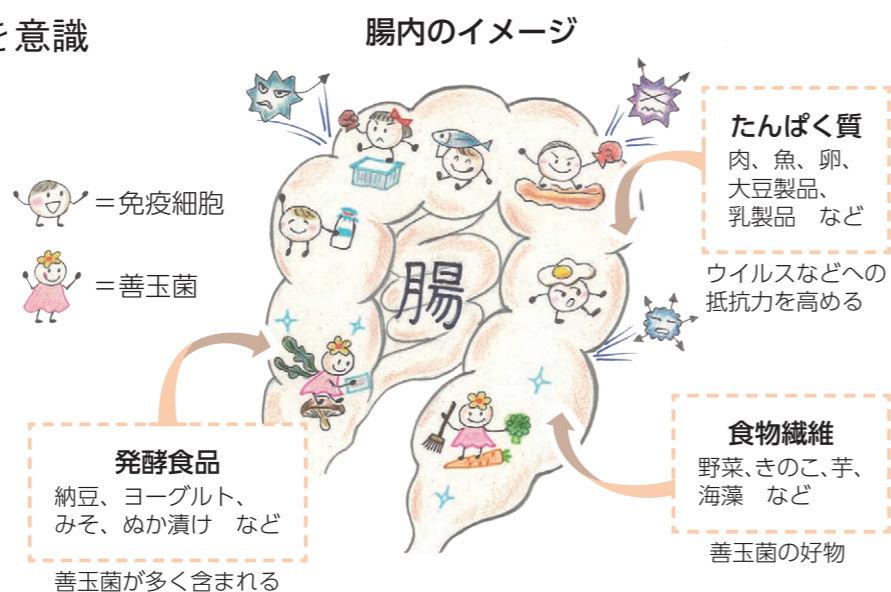 を意識
腸内のイメージ
＝免疫細胞
＝善玉菌
腸
たんぱく質
肉、魚、卵、
大豆製品、
乳製品　など
ウイルスなどへの
抵抗力を高める
発酵食品
納豆、ヨーグルト、
みそ、ぬか漬け　など
善玉菌が多く含まれる
食物繊維
野菜、きのこ、芋、
海藻　など
善玉菌の好物